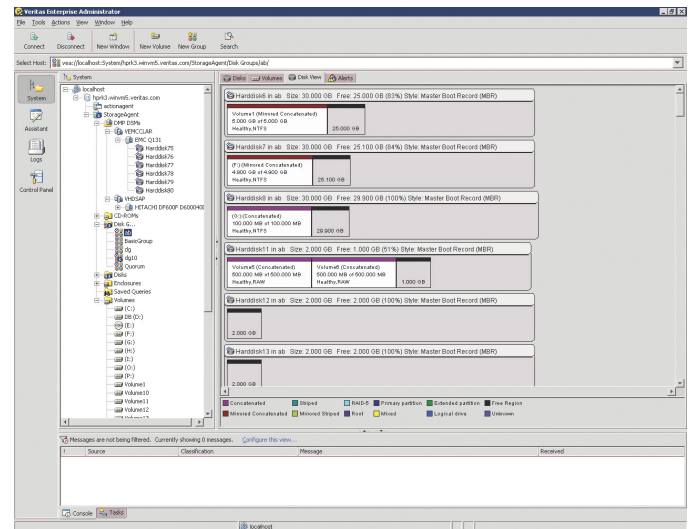 Veritas Enterprise Administrator
File Tools Actions View Window Help
Connect Disconnect New Window New Volume New Group Search
Select Host: vea://localhost:System/hprk3.winvm5.veritas.com/StorageAgent/Disk Groups/ab/
System
Assistant
Logs
Control Panel
System
localhost
hprk3.winvm5.veritas.com
actionagent
StorageAgent
DMP DSMs
VEMCCLAR
EMC 0131
Harddisk75
Harddisk76
Harddisk77
Harddisk78
Harddisk79
Harddisk80
VHDSAP
HITACHI DF600F
CD-ROMs
Disk G...
ab
BasicGroup
dg
dg10
Quorum
Disks
Enclosures
Saved Queries
Volumes
(C:)
DB (D:)
(E:)
(F:)
(G:)
(H:)
(I:)
(O:)
(P:)
Volume1
Volume10
Volume11
Volume12
Disks Volumes Disk View Alerts
Harddisk6 in ab Size: 30.000 GB Free: 25.000 GB (83%) Style: Master Boot Record (MBR)
Volume1 (Mirrored Concatenated)
5.000 GB of 5.000 GB
Healthy,NTFS
25.000 GB
Harddisk7 in ab Size: 30.000 GB Free: 25.100 GB (84%) Style: Master Boot Record (MBR)
(F:) (Mirrored Concatenated)
4.900 GB of 4.900 GB
Healthy,NTFS
25.100 GB
Harddisk8 in ab Size: 30.000 GB Free: 29.900 GB (100%) Style: Master Boot Record (MBR)
(G:) (Concatenated)
100.000 MB of 100.000 MB
Healthy,NTFS
29.900 GB
Harddisk11 in ab Size: 2.000 GB Free: 1.000 GB (51%) Style: Master Boot Record (MBR)
Volume5 (Concatenated) Volume6 (Concatenated)
500.000 MB of 500.000 MB 500.000 MB of 500.000 MB
Healthy,RAW Healthy,RAW 1.000 GB
Harddisk12 in ab Size: 2.000 GB Free: 2.000 GB (100%) Style: Master Boot Record (MBR)
2.000 GB
Harddisk13 in ab Size: 2.000 GB Free: 2.000 GB (100%) Style: Master Boot Record (MBR)
2.000 GB
Concatenated Striped RAID-5 Primary partition Extended partition Free Region
Mirrored Concatenated Mirrored Striped Root Mixed Logical drive Unknown
Messages are not being filtered. Currently showing 0 messages. Configure this view...
! Source Classification Message Received
Console Tasks
localhost